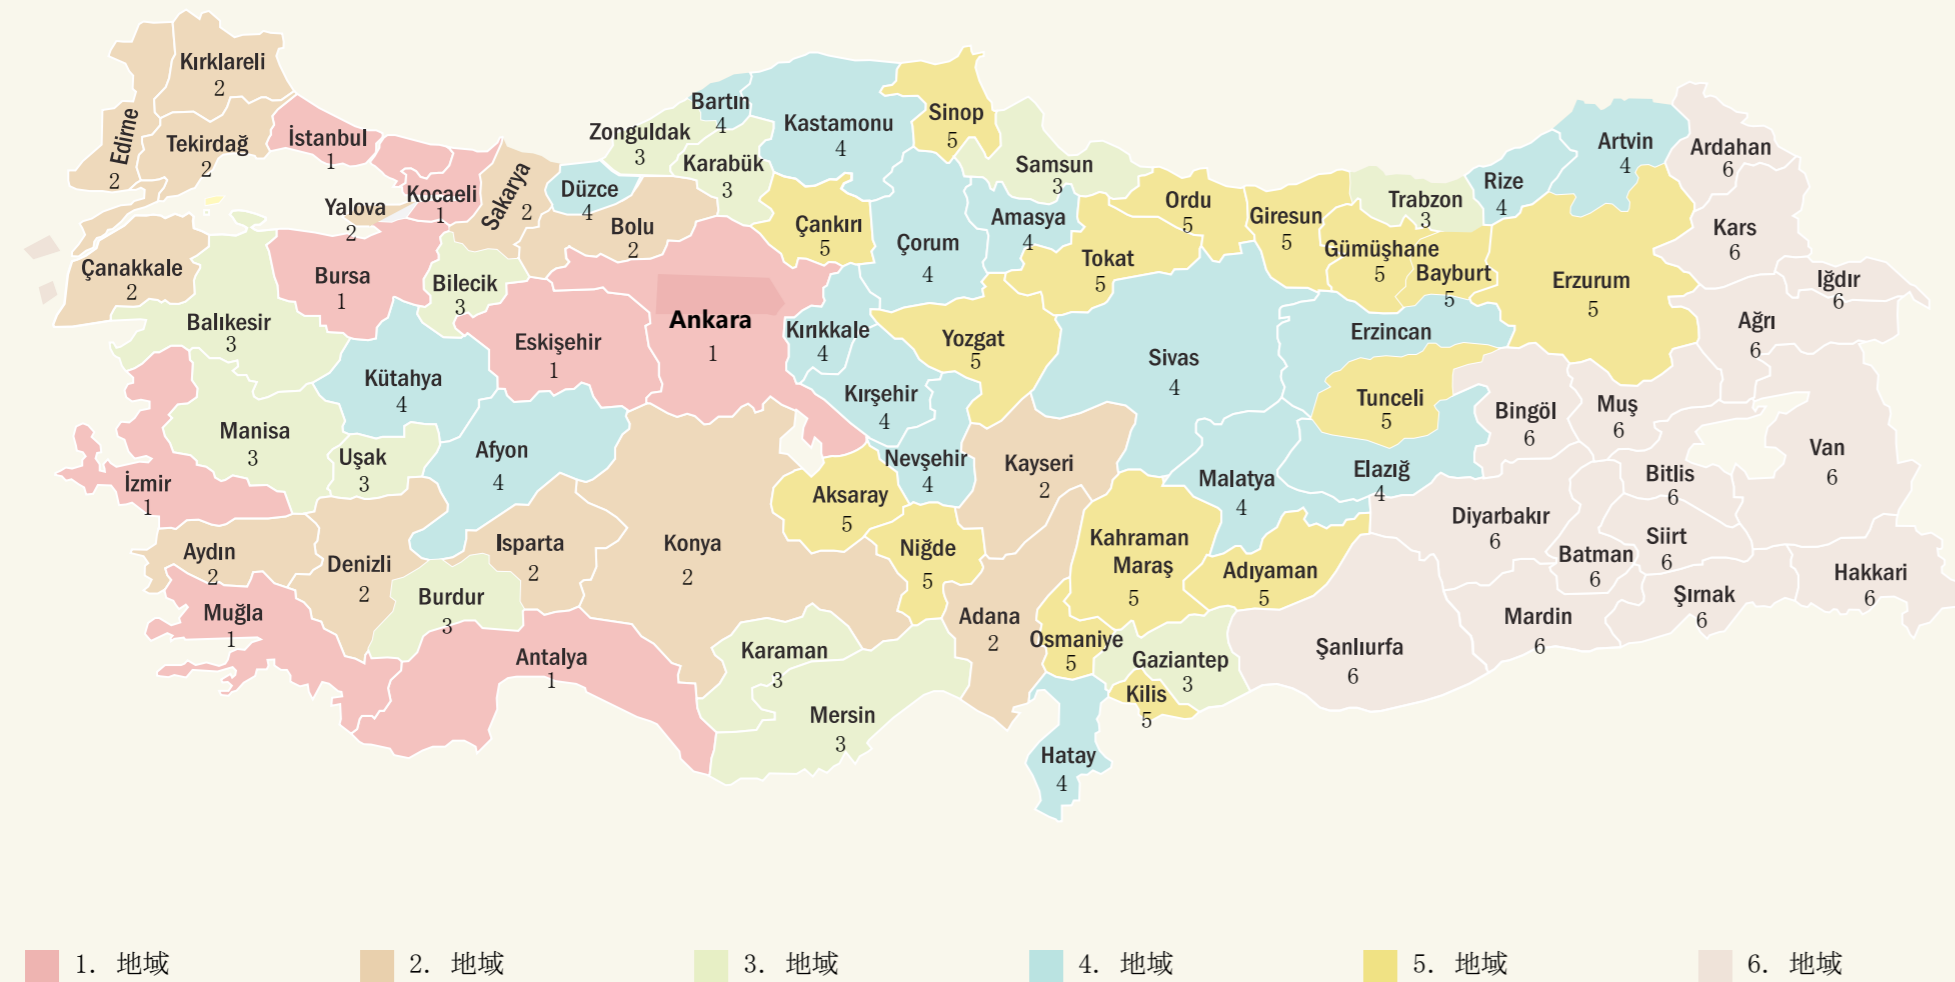 Kırklareli
2
Edirne
2
Tekirdağ
2
İstanbul
1
Kocaeli
1
Yalova
2
Sakarya
2
Düzce
4
Bolu
2
Zonguldak
3
Bartın
4
Karabük
3
Kastamonu
4
Sinop
5
Çankırı
5
Samsun
3
Amasya
4
Çorum
4
Tokat
5
Ordu
5
Giresun
5
Gümüşhane
5
Trabzon
3
Bayburt
5
Rize
4
Artvin
4
Ardahan
6
Kars
6
Iğdır
6
Ağrı
6
Erzurum
5
Erzincan
Çanakkale
2
Balıkesir
3
Bursa
1
Bilecik
3
Eskişehir
1
Ankara
1
Kırıkkale
4
Kırşehir
4
Yozgat
5
Sivas
4
Tunceli
5
Bingöl
6
Muş
6
Van
6
Bitlis
6
Kütahya
4
Manisa
3
Uşak
3
Afyon
4
İzmir
1
Nevşehir
4
Kayseri
2
Malatya
4
Elazığ
4
Diyarbakır
6
Batman
6
Siirt
6
Şırnak
6
Hakkari
6
Mardin
6
Şanlıurfa
6
Aydın
2
Denizli
2
Isparta
2
Konya
2
Aksaray
5
Niğde
5
Kahraman
Maraş
5
Adıyaman
5
Muğla
1
Burdur
3
Antalya
1
Karaman
3
Mersin
3
Adana
2
Osmaniye
5
Gaziantep
3
Kilis
5
Hatay
4
1. 地域
2. 地域
3. 地域
4. 地域
5. 地域
6. 地域